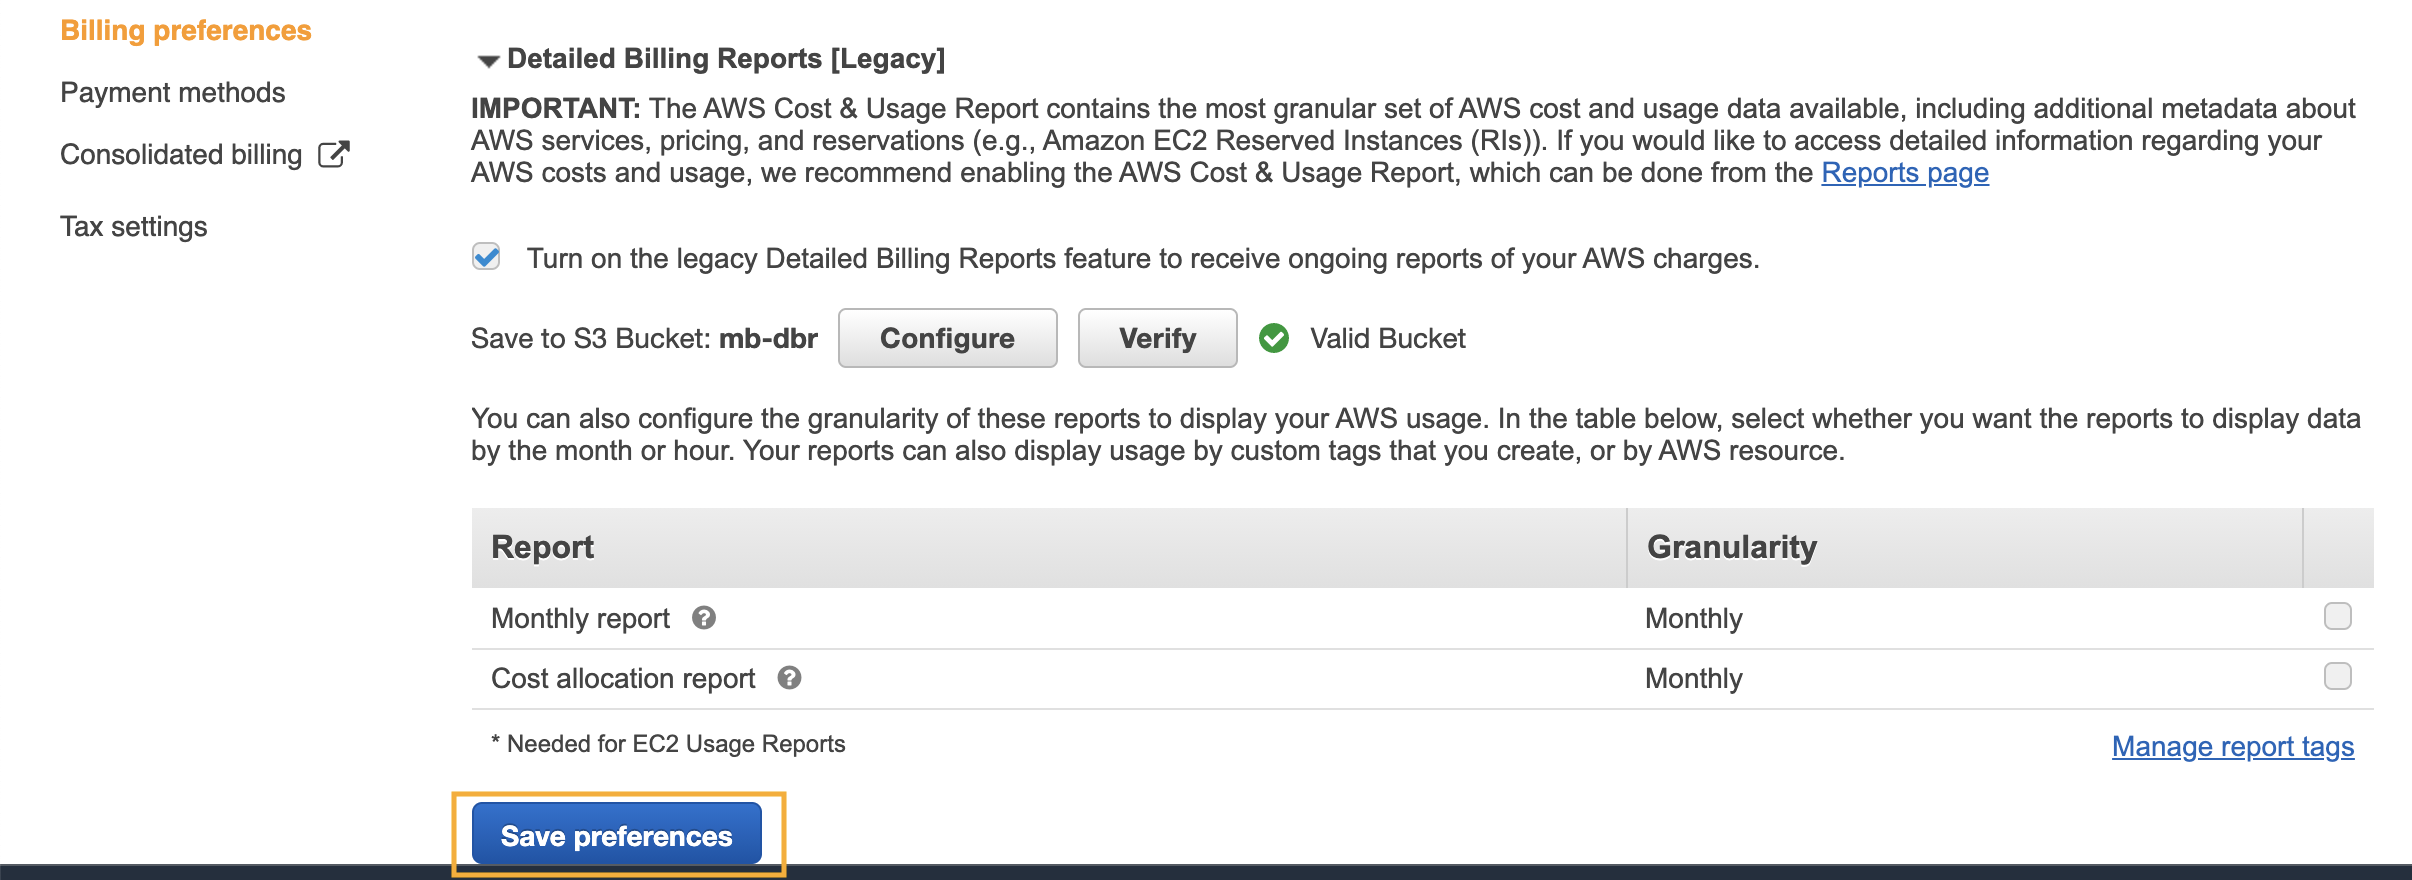 Billing preferences
Payment methods
Consolidated billing
Tax settings
Detailed Billing Reports [Legacy]
IMPORTANT: The AWS Cost & Usage Report contains the most granular set of AWS cost and usage data available, including additional metadata about
AWS services, pricing, and reservations (e.g., Amazon EC2 Reserved Instances (RIs)). If you would like to access detailed information regarding your
AWS costs and usage, we recommend enabling the AWS Cost & Usage Report, which can be done from the Reports page
Turn on the legacy Detailed Billing Reports feature to receive ongoing reports of your AWS charges.
Save to S3 Bucket: mb-dbr Configure Verify Valid Bucket
You can also configure the granularity of these reports to display your AWS usage. In the table below, select whether you want the reports to display data
by the month or hour. Your reports can also display usage by custom tags that you create, or by AWS resource.
Report Granularity
Monthly report ? Monthly
Cost allocation report ? Monthly
* Needed for EC2 Usage Reports
Manage report tags
Save preferences